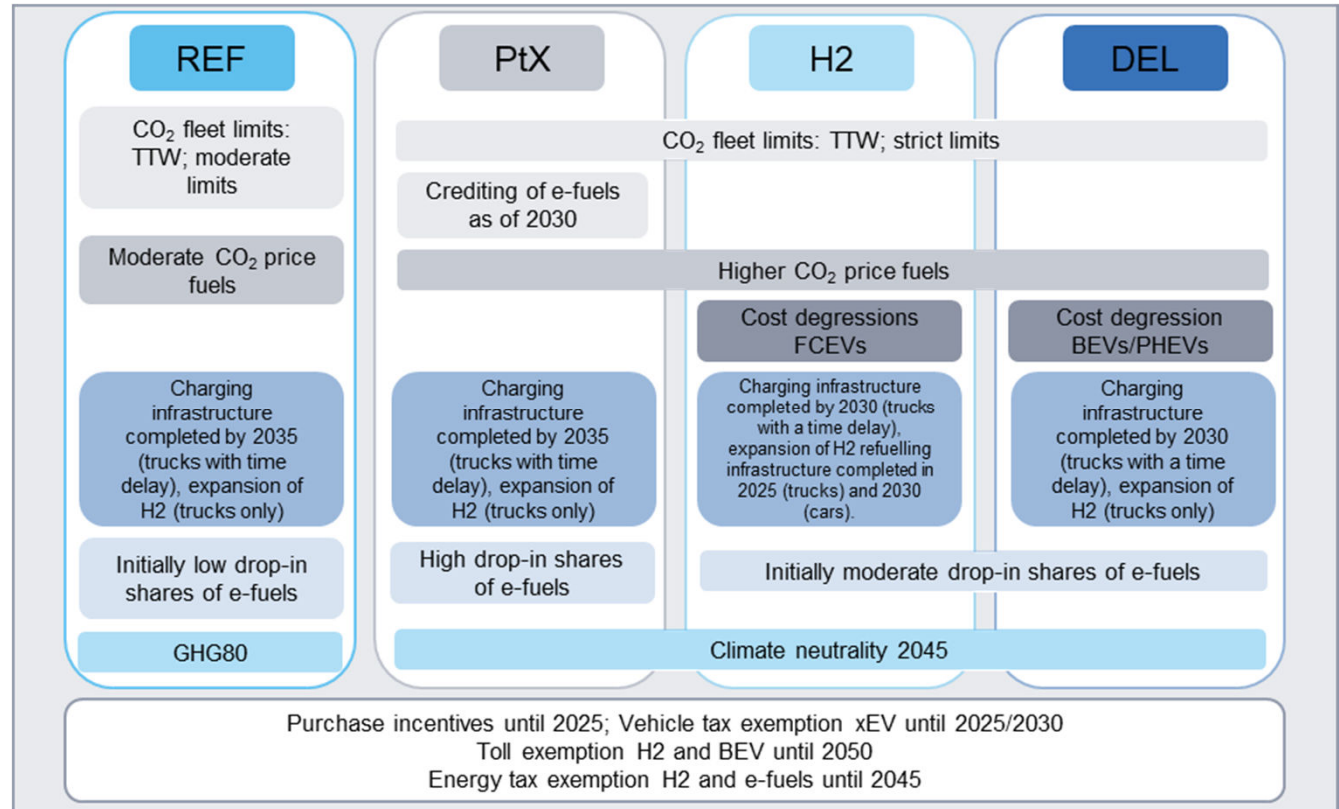 REF
PtX
H2
DEL
CO₂ fleet limits:
TTW; moderate
limits
CO₂ fleet limits: TTW; strict limits
Crediting of e-fuels
as of 2030
Moderate CO₂ price
fuels
Higher CO₂ price fuels
Cost degressions
FCEVs
Cost degression
BEVs/PHEVs
Charging
infrastructure
completed by 2035
(trucks with time
delay), expansion of
H2 (trucks only)
Charging
infrastructure
completed by 2035
(trucks with time
delay), expansion of
H2 (trucks only)
Charging infrastructure
completed by 2030 (trucks
with a time delay),
expansion of H2 refuelling
infrastructure completed in
2025 (trucks) and 2030
(cars).
Charging
infrastructure
completed by 2030
(trucks with a time
delay), expansion of
H2 (trucks only)
Initially low drop-in
shares of e-fuels
High drop-in shares
of e-fuels
Initially moderate drop-in shares of e-fuels
GHG80
Climate neutrality 2045
Purchase incentives until 2025; Vehicle tax exemption xEV until 2025/2030
Toll exemption H2 and BEV until 2050
Energy tax exemption H2 and e-fuels until 2045